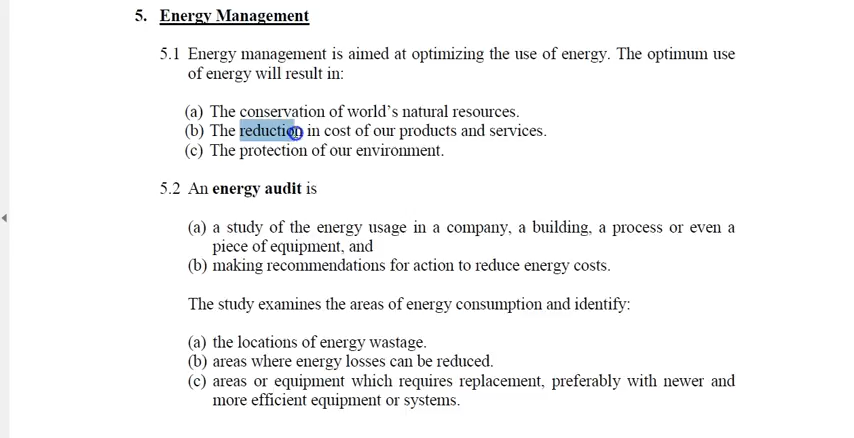 5. Energy Management
5.1 Energy management is aimed at optimizing the use of energy. The optimum use
of energy will result in:
(a) The conservation of world's natural resources.
(b) The reduction in cost of our products and services.
(c) The protection of our environment.
5.2 An energy audit is
(a) a study of the energy usage in a company, a building, a process or even a
piece of equipment, and
(b) making recommendations for action to reduce energy costs.
The study examines the areas of energy consumption and identify:
(a) the locations of energy wastage.
(b) areas where energy losses can be reduced.
(c) areas or equipment which requires replacement, preferably with newer and
more efficient equipment or systems.